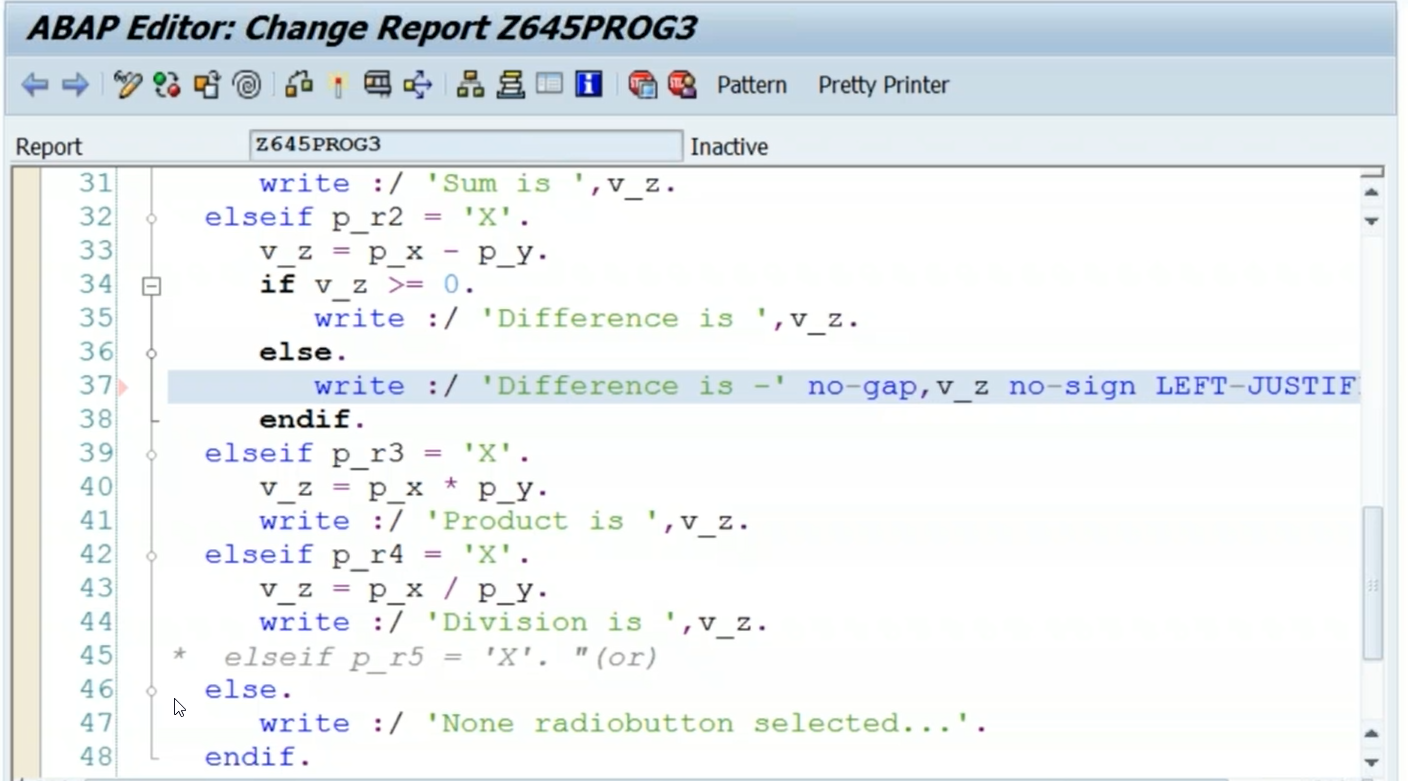 ABAP Editor: Change Report Z645PROG3
Pattern Pretty Printer
Report Z645PROG3 Inactive
31 write :/ 'Sum is ',v_z.
32 elseif p_r2 = 'X'.
33 v_z = p_x - p_y.
34 if v_z >= 0.
35 write :/ 'Difference is ',v_z.
36 else.
37 write :/ 'Difference is -' no-gap,v_z no-sign LEFT-JUSTIF
38 endif.
39 elseif p_r3 = 'X'.
40 v_z = p_x * p_y.
41 write :/ 'Product is ',v_z.
42 elseif p_r4 = 'X'.
43 v_z = p_x / p_y.
44 write :/ 'Division is ',v_z.
45 * elseif p_r5 = 'X'. "(or)
46 else.
47 write :/ 'None radiobutton selected...'.
48 endif.